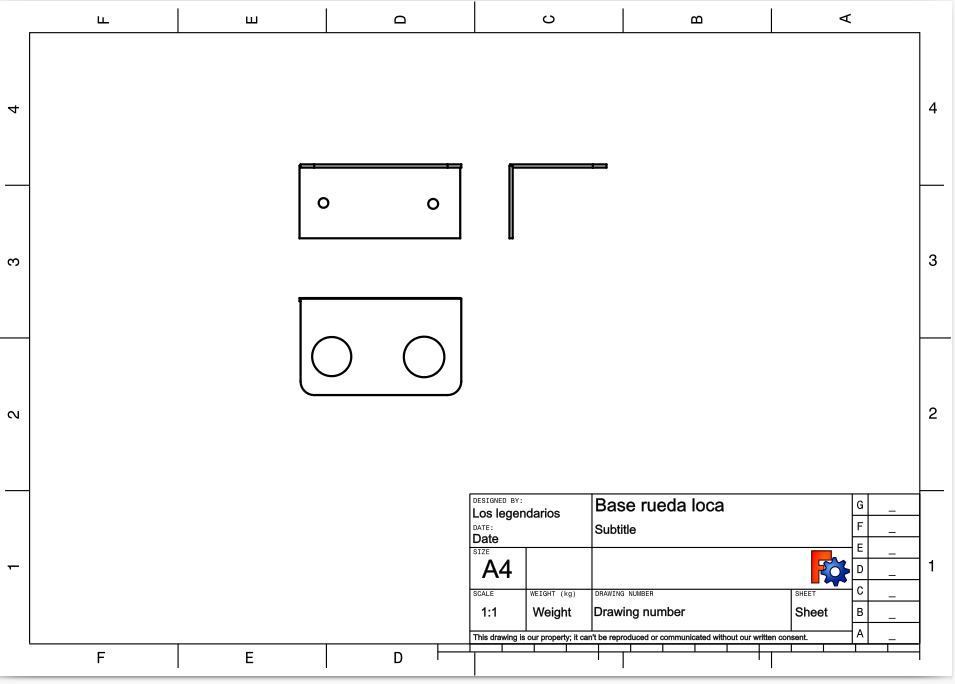 F E D C B A
4 4
3 3
2 2
1 1
DESIGNED BY:
Los legendarios
DATE:
Date
Base rueda loca
Subtitle
SIZE
A4
SCALE
1:1
WEIGHT (kg)
Weight
DRAWING NUMBER
Drawing number
SHEET
Sheet
This drawing is our property; it can't be reproduced or communicated without our written consent.
G _
F _
E _
D _
C _
B _
A _
F E D